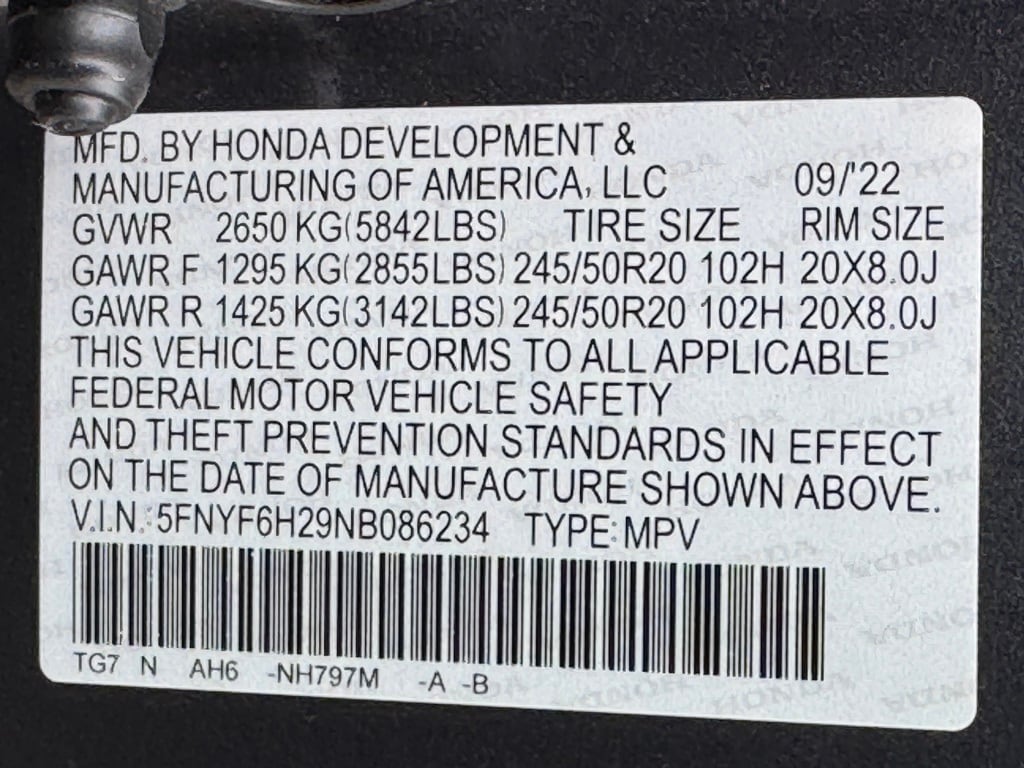 MFD. BY HONDA DEVELOPMENT &
MANUFACTURING OF AMERICA, LLC 09/'22
GVWR 2650 KG(5842LBS) TIRE SIZE RIM SIZE
GAWR F 1295 KG(2855LBS) 245/50R20 102H 20X8.0J
GAWR R 1425 KG(3142LBS) 245/50R20 102H 20X8.0J
THIS VEHICLE CONFORMS TO ALL APPLICABLE
FEDERAL MOTOR VEHICLE SAFETY
AND THEFT PREVENTION STANDARDS IN EFFECT
ON THE DATE OF MANUFACTURE SHOWN ABOVE.
V.I.N.: 5FNYF6H29NB086234 TYPE: MPV
TG7 N AH6 -NH797M -A -B